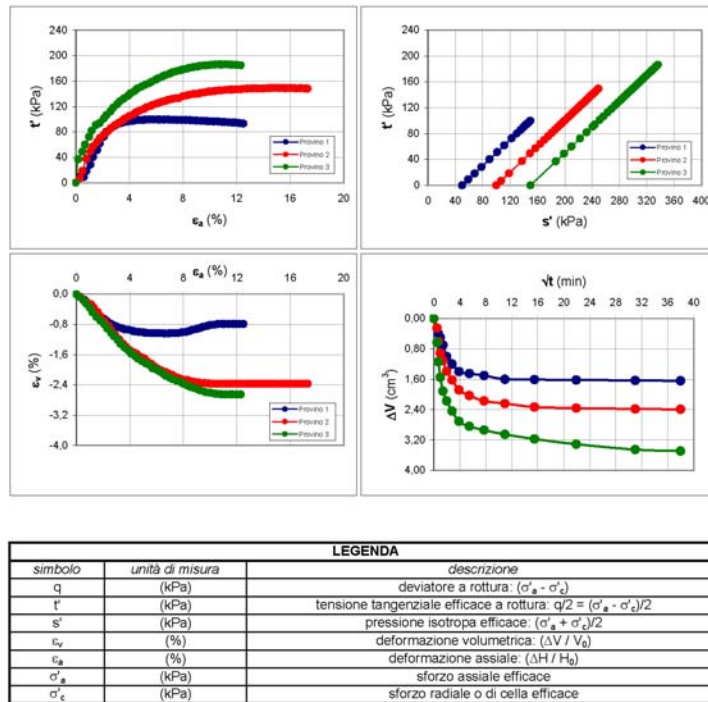 240
200
160
120
80
40
0
t' (kPa)
0 4 8 12 16 20
εa (%)
Provino 1
Provino 2
Provino 3
240
200
160
120
80
40
0
t' (kPa)
0 40 80 120 160 200 240 280 320 360 400
s' (kPa)
Provino 1
Provino 2
Provino 3
εa (%)
0 4 8 12 16 20
0,0
-0,8
-1,6
-2,4
-3,2
-4,0
εv (%)
Provino 1
Provino 2
Provino 3
√t (min)
0 4 8 12 16 20 24 28 32 36 40
0,00
0,80
1,60
2,40
3,20
4,00
ΔV (cm³)
Provino 1
Provino 2
Provino 3
LEGENDA
simbolo unità di misura descrizione
q (kPa) deviatore a rottura: (σ'a - σ'c)
t' (kPa) tensione tangenziale efficace a rottura: q/2 = (σ'a - σ'c)/2
s' (kPa) pressione isotropa efficace: (σ'a + σ'c)/2
εv (%) deformazione volumetrica: (ΔV / V0)
εa (%) deformazione assiale: (ΔH / H0)
σ'a (kPa) sforzo assiale efficace
σ'c (kPa) sforzo radiale o di cella efficace